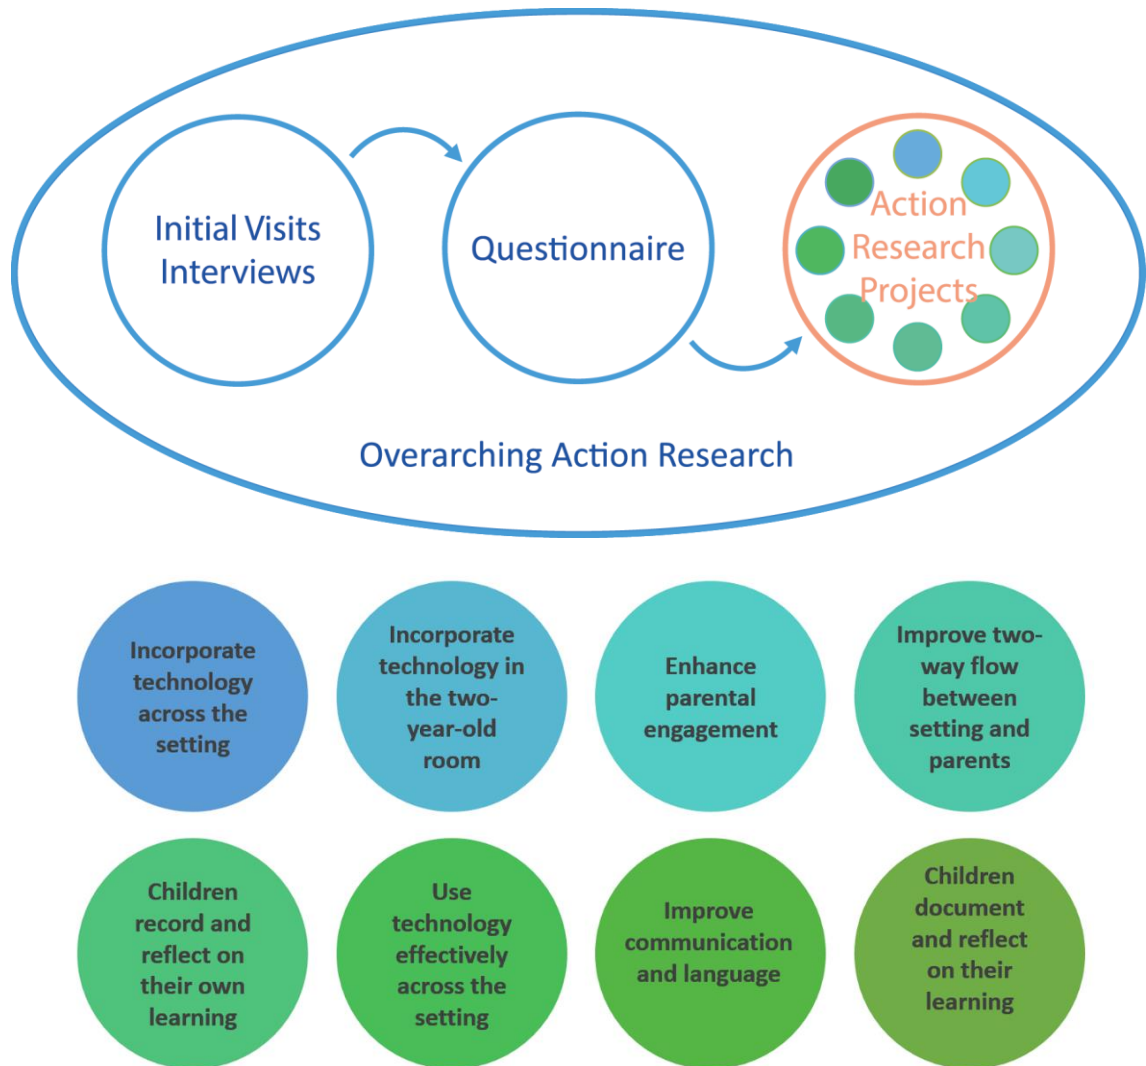 Initial Visits
Interviews
Questionnaire
Action
Research
Projects
Overarching Action Research
Incorporate
technology
across the
setting
Incorporate
technology in
the two-
year-old
room
Enhance
parental
engagement
Improve two-
way flow
between
setting and
parents
Children
record and
reflect on
their own
learning
Use
technology
effectively
across the
setting
Improve
communication
and language
Children
document
and reflect
on their
learning